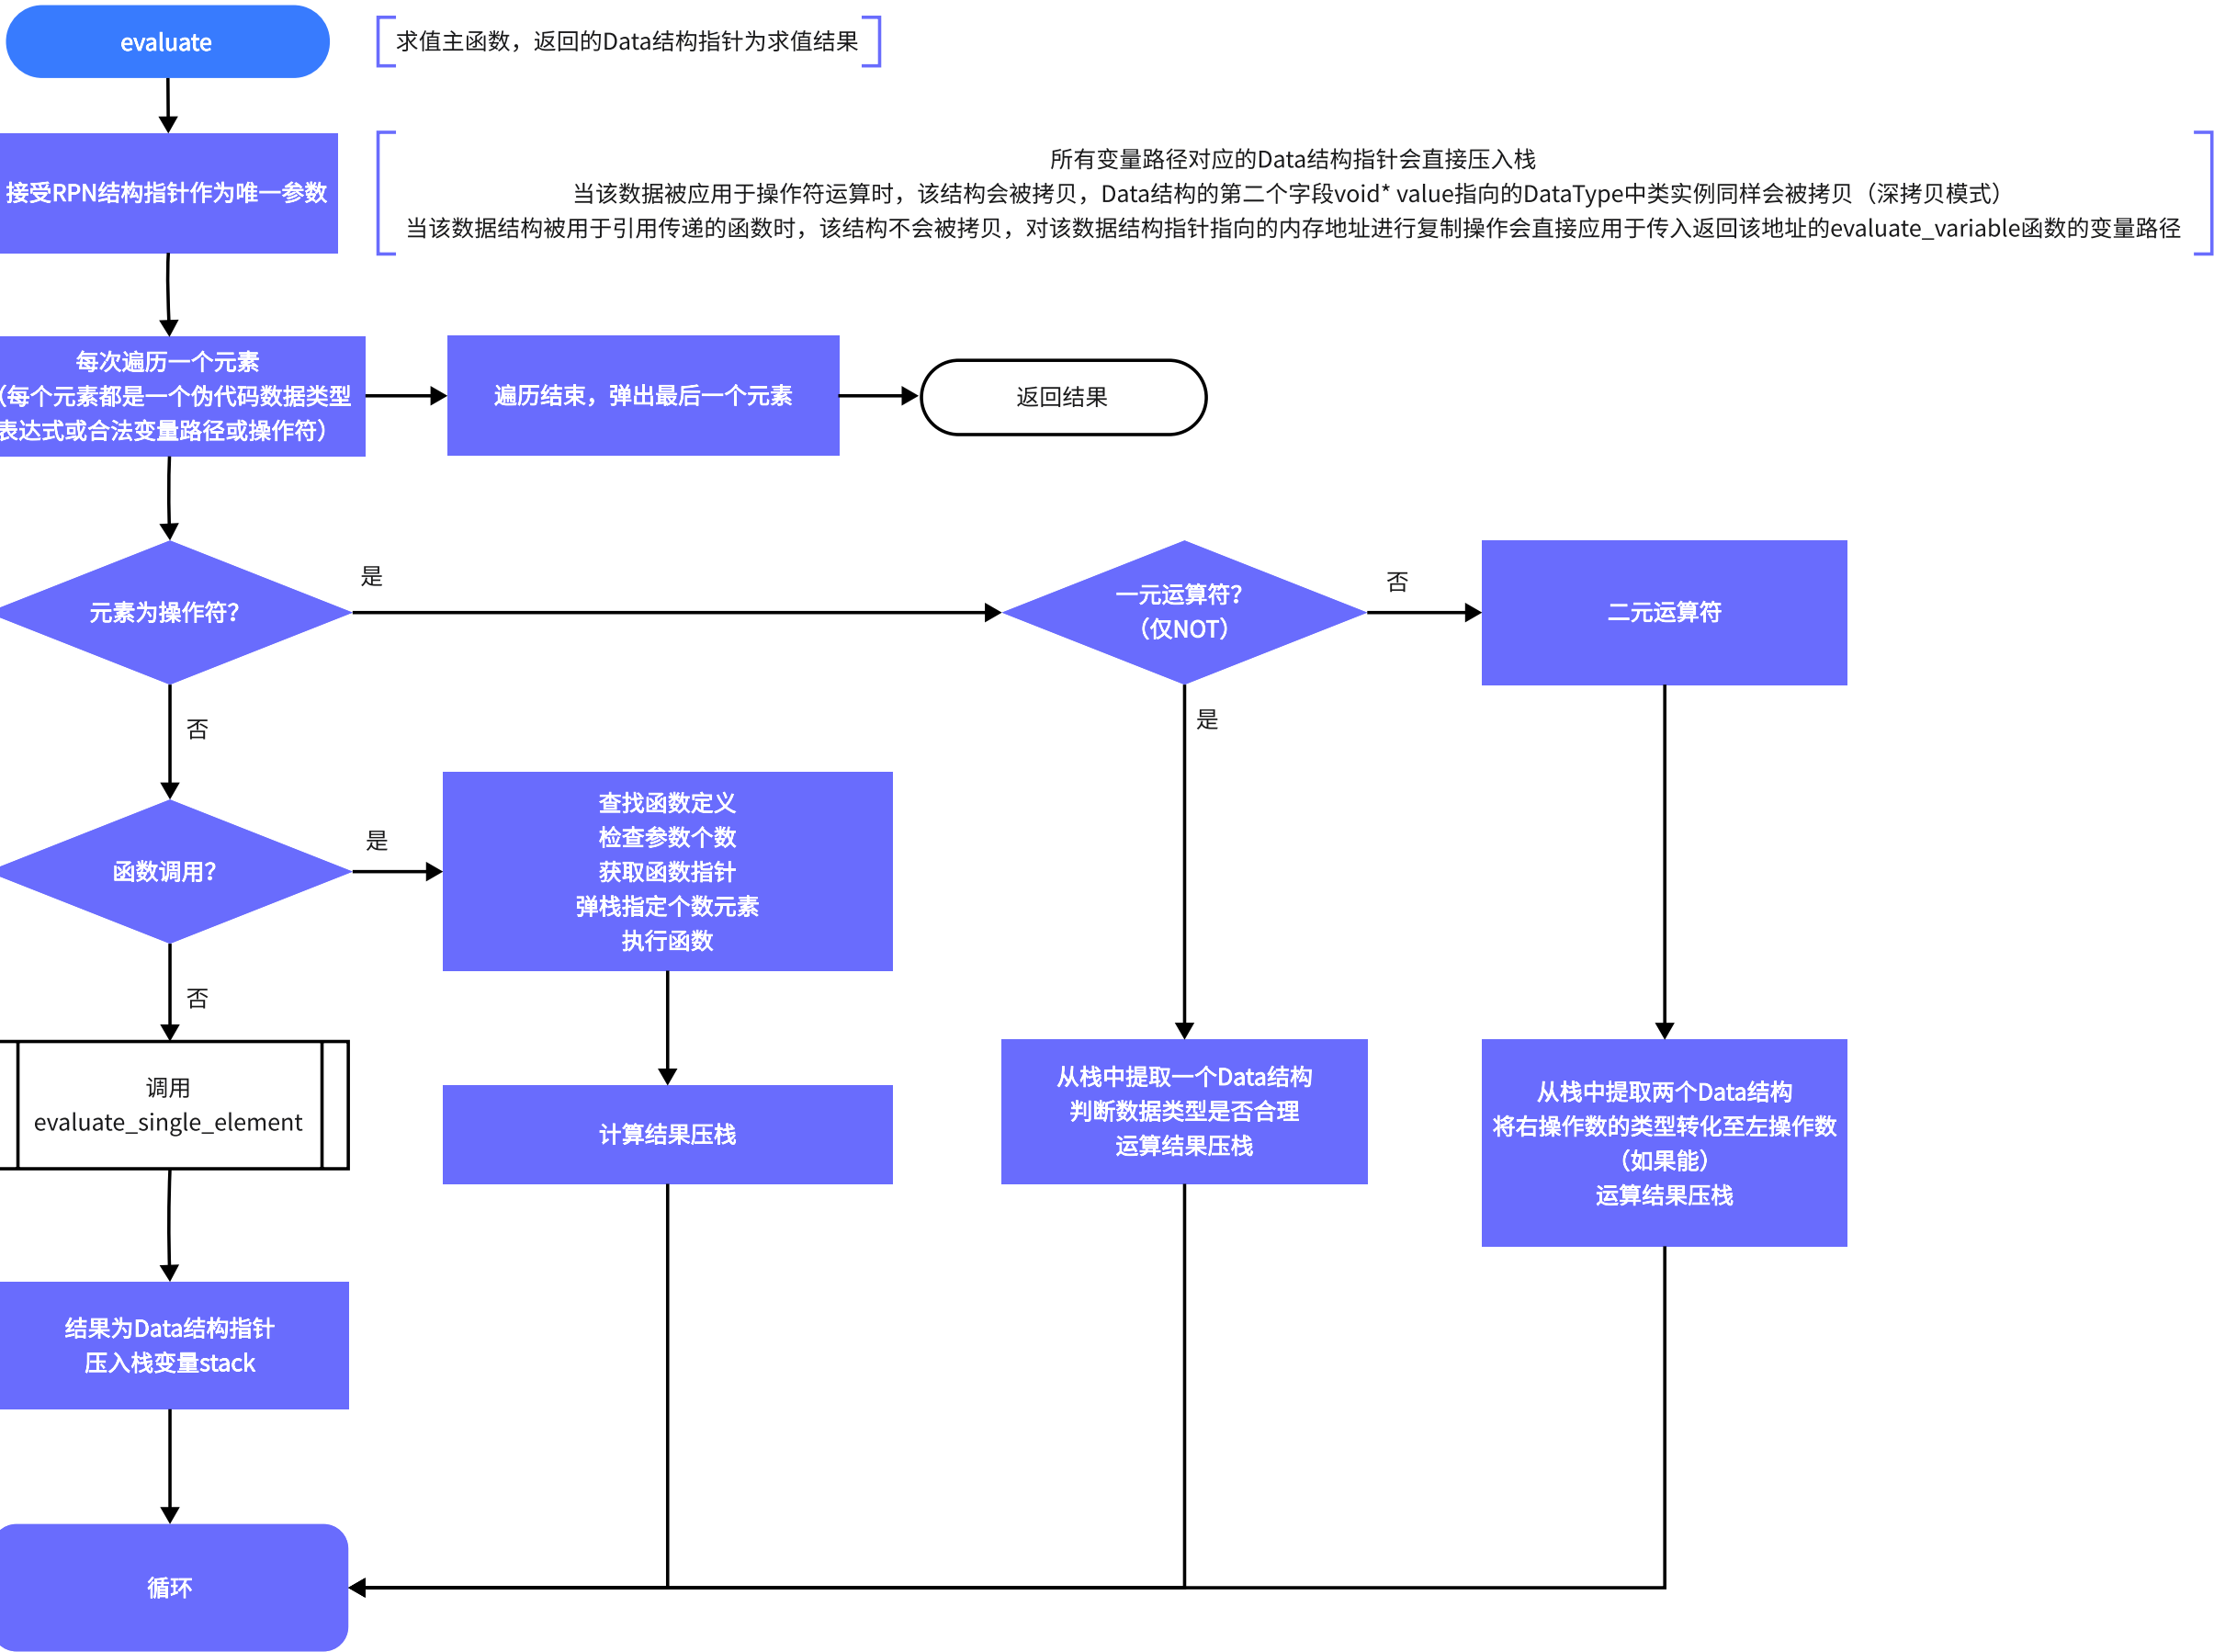 evaluate
求值主函数，返回的Data结构指针为求值结果
接受RPN结构指针作为唯一参数
所有变量路径对应的Data结构指针会直接压入栈
当该数据被应用于操作符运算时，该结构会被拷贝，Data结构的第二个字段void* value指向的DataType中类实例同样会被拷贝（深拷贝模式）
当该数据结构被用于引用传递的函数时，该结构不会被拷贝，对该数据结构指针指向的内存地址进行复制操作会直接应用于传入返回该地址的evaluate_variable函数的变量路径
每次遍历一个元素
（每个元素都是一个伪代码数据类型
表达式或合法变量路径或操作符）
遍历结束，弹出最后一个元素
返回结果
元素为操作符？
是
一元运算符？
（仅NOT）
否
二元运算符
否
是
函数调用？
是
查找函数定义
检查参数个数
获取函数指针
弹栈指定个数元素
执行函数
否
调用
evaluate_single_element
计算结果压栈
从栈中提取一个Data结构
判断数据类型是否合理
运算结果压栈
从栈中提取两个Data结构
将右操作数的类型转化至左操作数
（如果能）
运算结果压栈
结果为Data结构指针
压入栈变量stack
循环